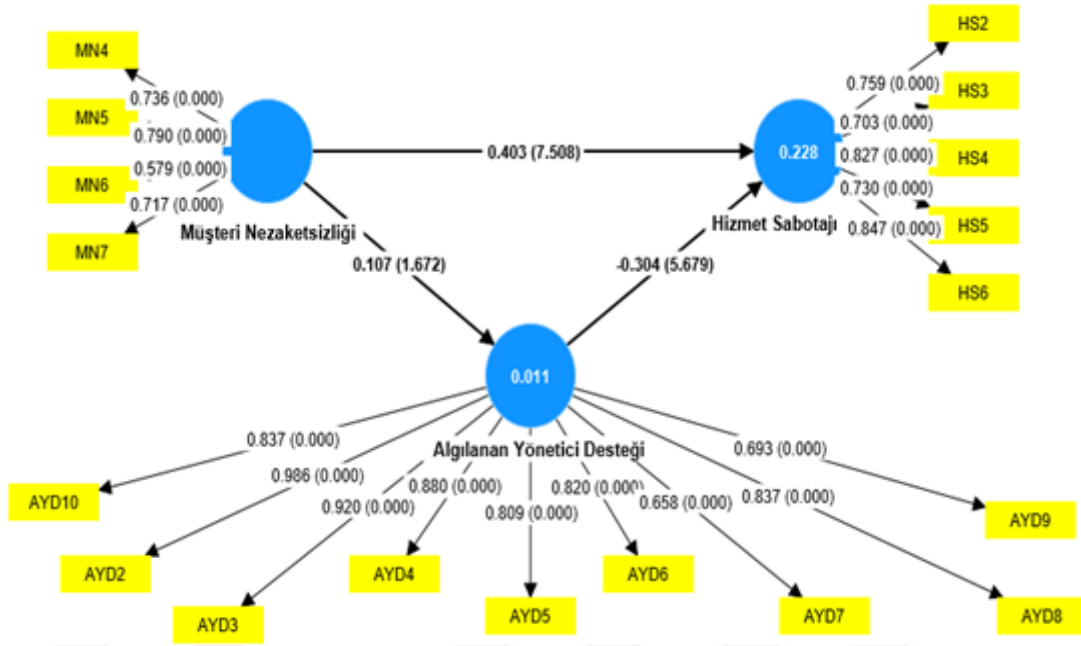 MN4
MN5
MN6
MN7
0.736 (0.000)
0.790 (0.000)
0.579 (0.000)
0.717 (0.000)
Müşteri Nezaketsizliği
0.403 (7.508)
0.107 (1.672)
-0.304 (5.679)
0.228
Hizmet Sabotajı
0.759 (0.000)
0.703 (0.000)
0.827 (0.000)
0.730 (0.000)
0.847 (0.000)
HS2
HS3
HS4
HS5
HS6
0.011
Algılanan Yönetici Desteği
0.837 (0.000)
0.986 (0.000)
0.920 (0.000)
0.880 (0.000)
0.809 (0.000)
0.820 (0.000)
0.658 (0.000)
0.837 (0.000)
0.693 (0.000)
AYD10
AYD2
AYD3
AYD4
AYD5
AYD6
AYD7
AYD8
AYD9